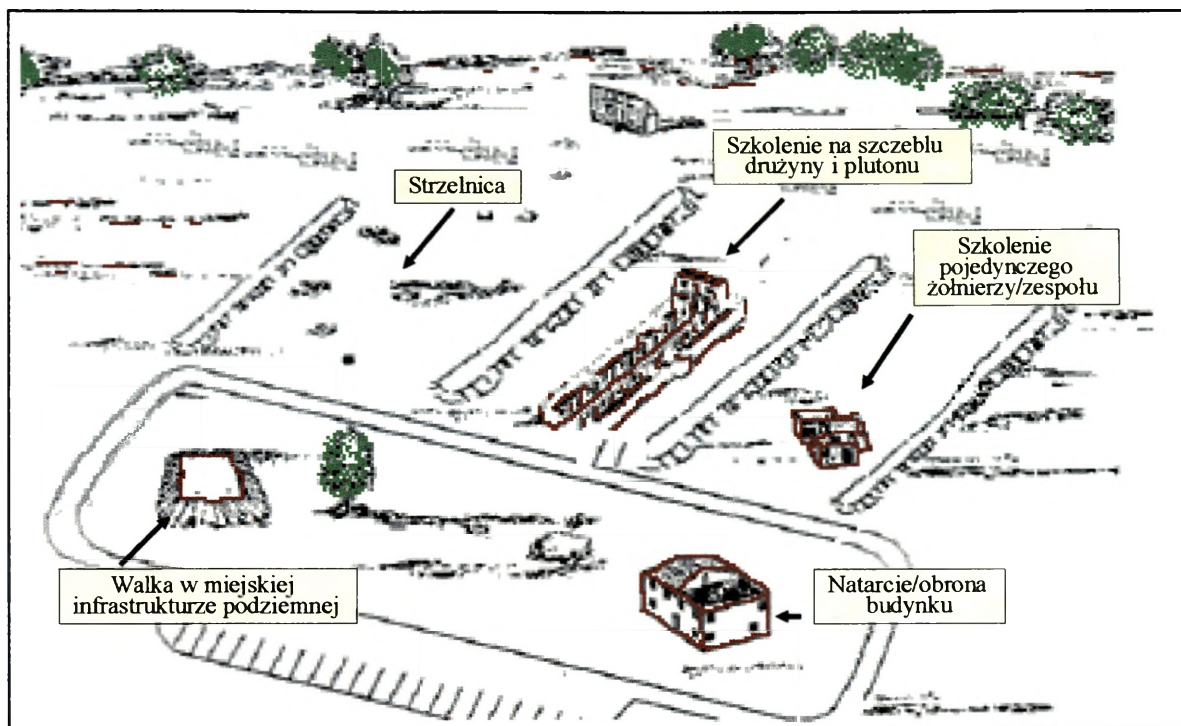 Szkolenie na szczeblu
drużyny i plutonu
Strzelnica
Szkolenie
pojedynczego
żołnierzy/zespołu
Walka w miejskiej
infrastrukturze podziemnej
Natarcie/obrona
budynku